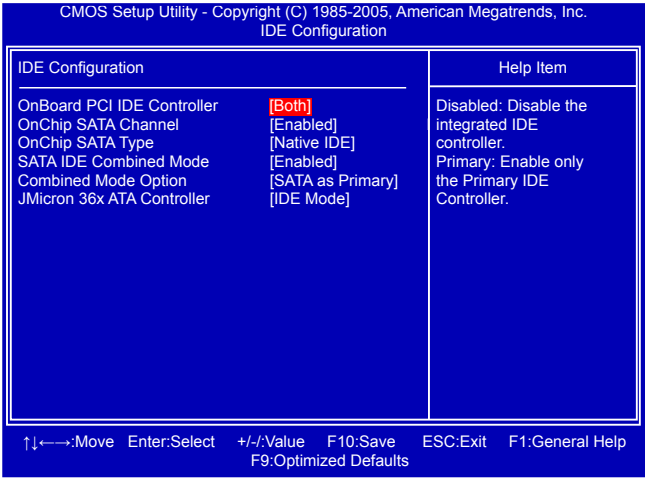 CMOS Setup Utility - Copyright (C) 1985-2005, American Megatrends, Inc.
IDE Configuration
IDE Configuration
Help Item
OnBoard PCI IDE Controller [Both]
OnChip SATA Channel [Enabled]
OnChip SATA Type [Native IDE]
SATA IDE Combined Mode [Enabled]
Combined Mode Option [SATA as Primary]
JMicron 36x ATA Controller [IDE Mode]
Disabled: Disable the
integrated IDE
controller.
Primary: Enable only
the Primary IDE
Controller.
↑↓←→:Move Enter:Select +/-/:Value F10:Save ESC:Exit F1:General Help
F9:Optimized Defaults